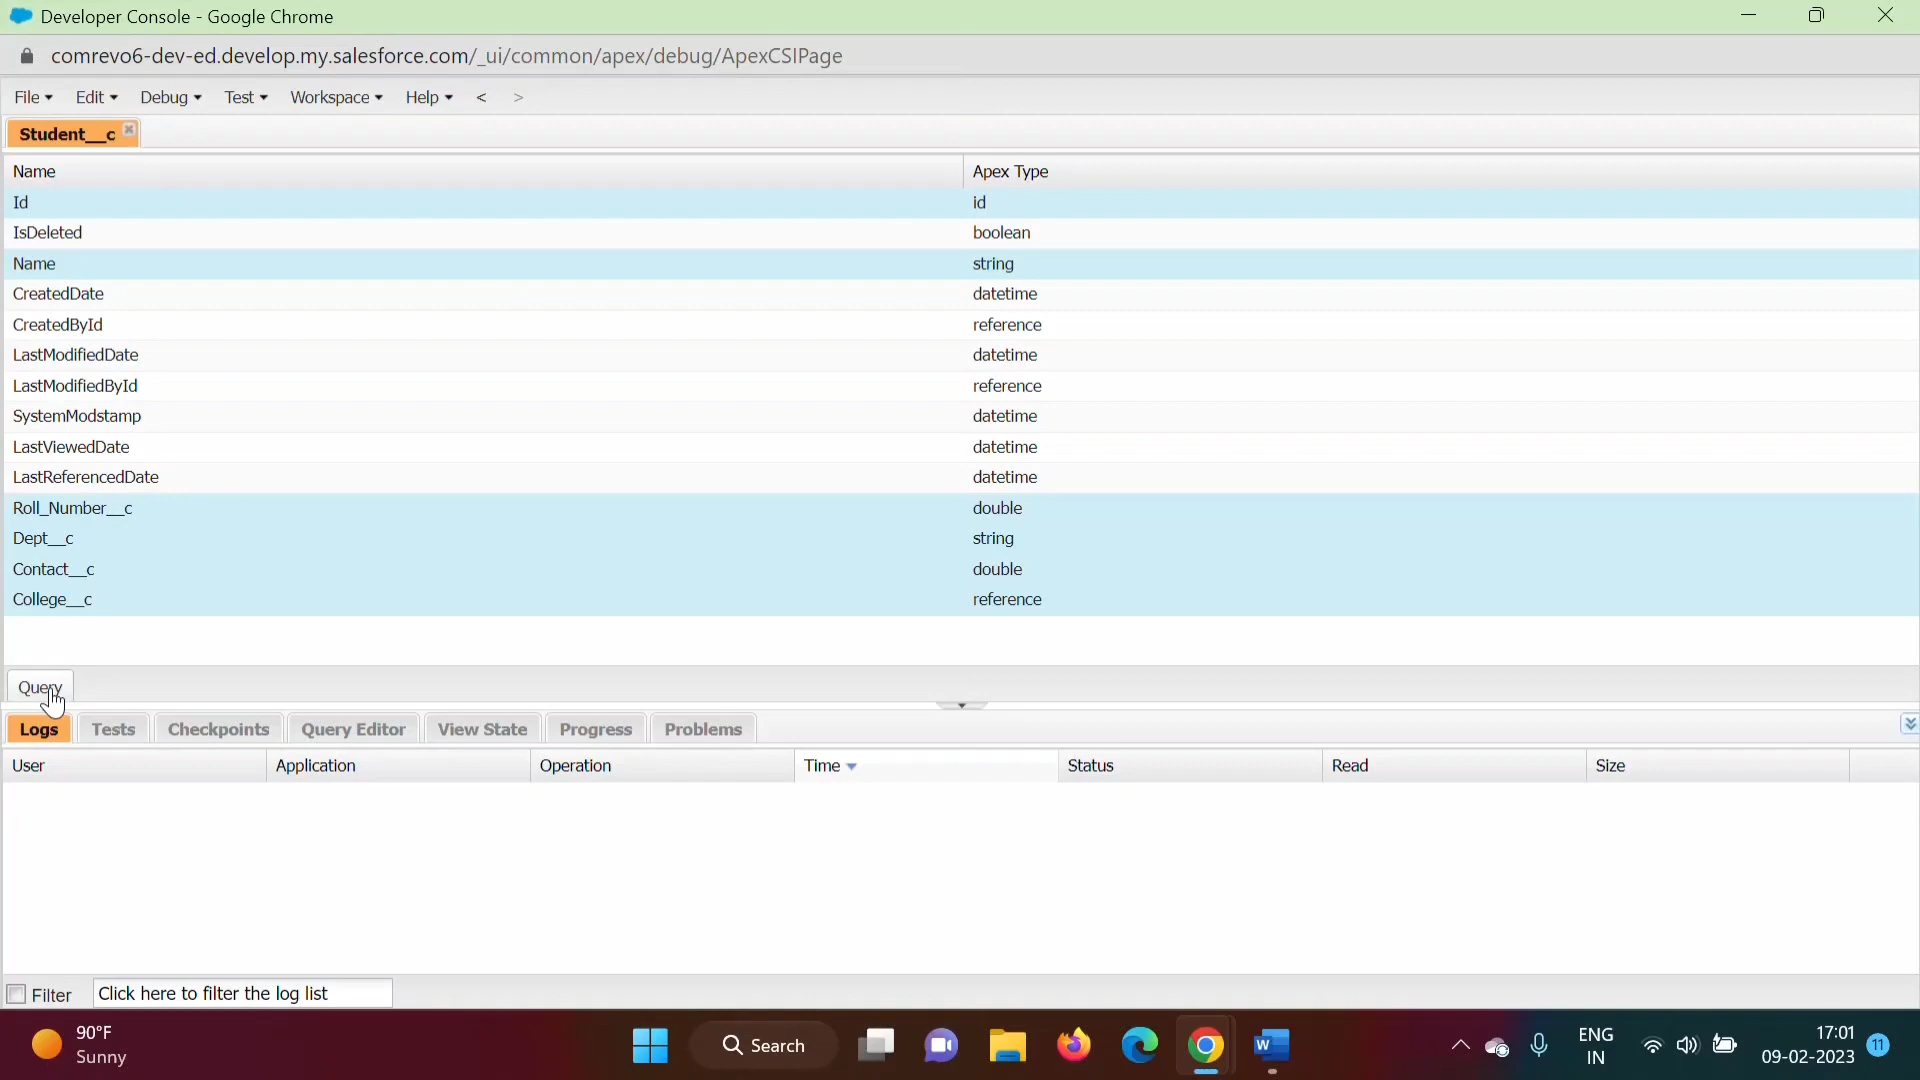 Developer Console - Google Chrome
comrevo6-dev-ed.develop.my.salesforce.com/_ui/common/apex/debug/ApexCSIPage
File Edit Debug Test Workspace Help < >
Student__c
Name Apex Type
Id id
IsDeleted boolean
Name string
CreatedDate datetime
CreatedById reference
LastModifiedDate datetime
LastModifiedById reference
SystemModstamp datetime
LastViewedDate datetime
LastReferencedDate datetime
Roll_Number__c double
Dept__c string
Contact__c double
College__c reference
Query
Logs Tests Checkpoints Query Editor View State Progress Problems
User Application Operation Time Status Read Size
Filter Click here to filter the log list
90°F
Sunny
Search
W
ENG
IN
17:01
09-02-2023
11